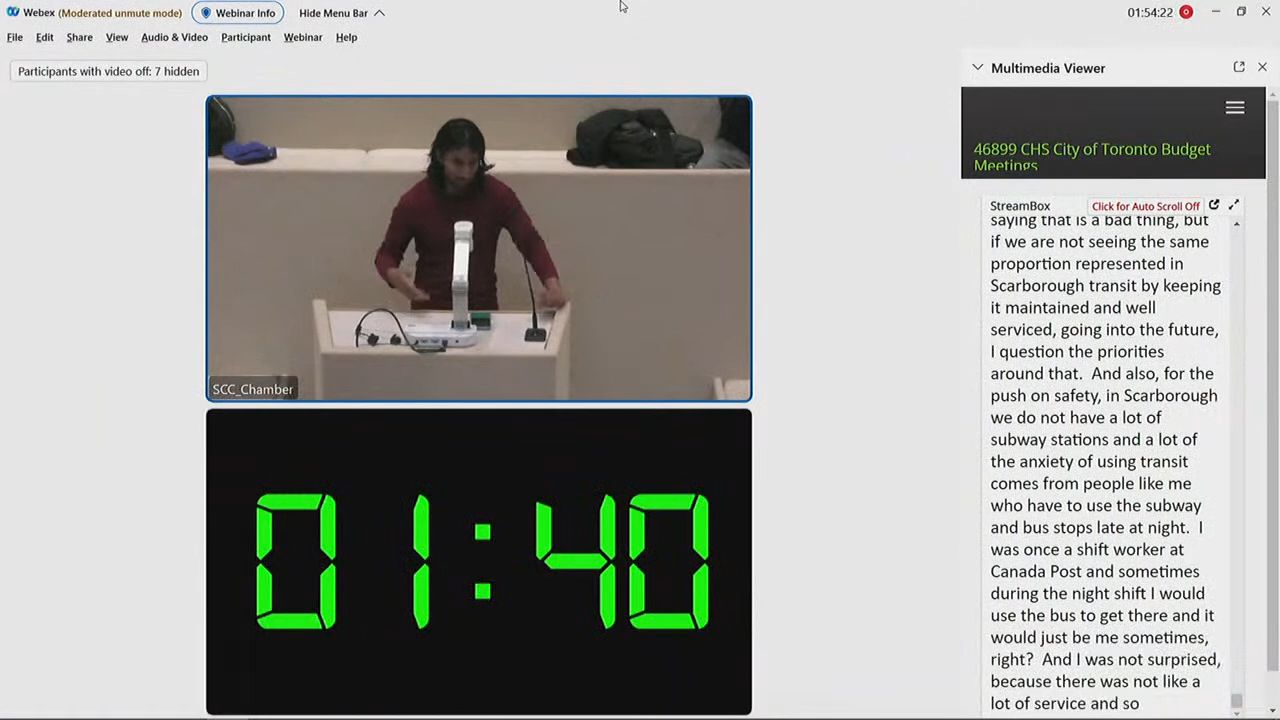 Webex (Moderated unmute mode) Webinar Info Hide Menu Bar 01:54:22
File Edit Share View Audio & Video Participant Webinar Help
Participants with video off: 7 hidden
SCC_Chamber
01:40
Multimedia Viewer
46899 CHS City of Toronto Budget
Meetings
StreamBox Click for Auto Scroll Off
saying that is a bad thing, but
if we are not seeing the same
proportion represented in
Scarborough transit by keeping
it maintained and well
serviced, going into the future,
I question the priorities
around that. And also, for the
push on safety, in Scarborough
we do not have a lot of
subway stations and a lot of
the anxiety of using transit
comes from people like me
who have to use the subway
and bus stops late at night. I
was once a shift worker at
Canada Post and sometimes
during the night shift I would
use the bus to get there and it
would just be me sometimes,
right? And I was not surprised,
because there was not like a
lot of service and so